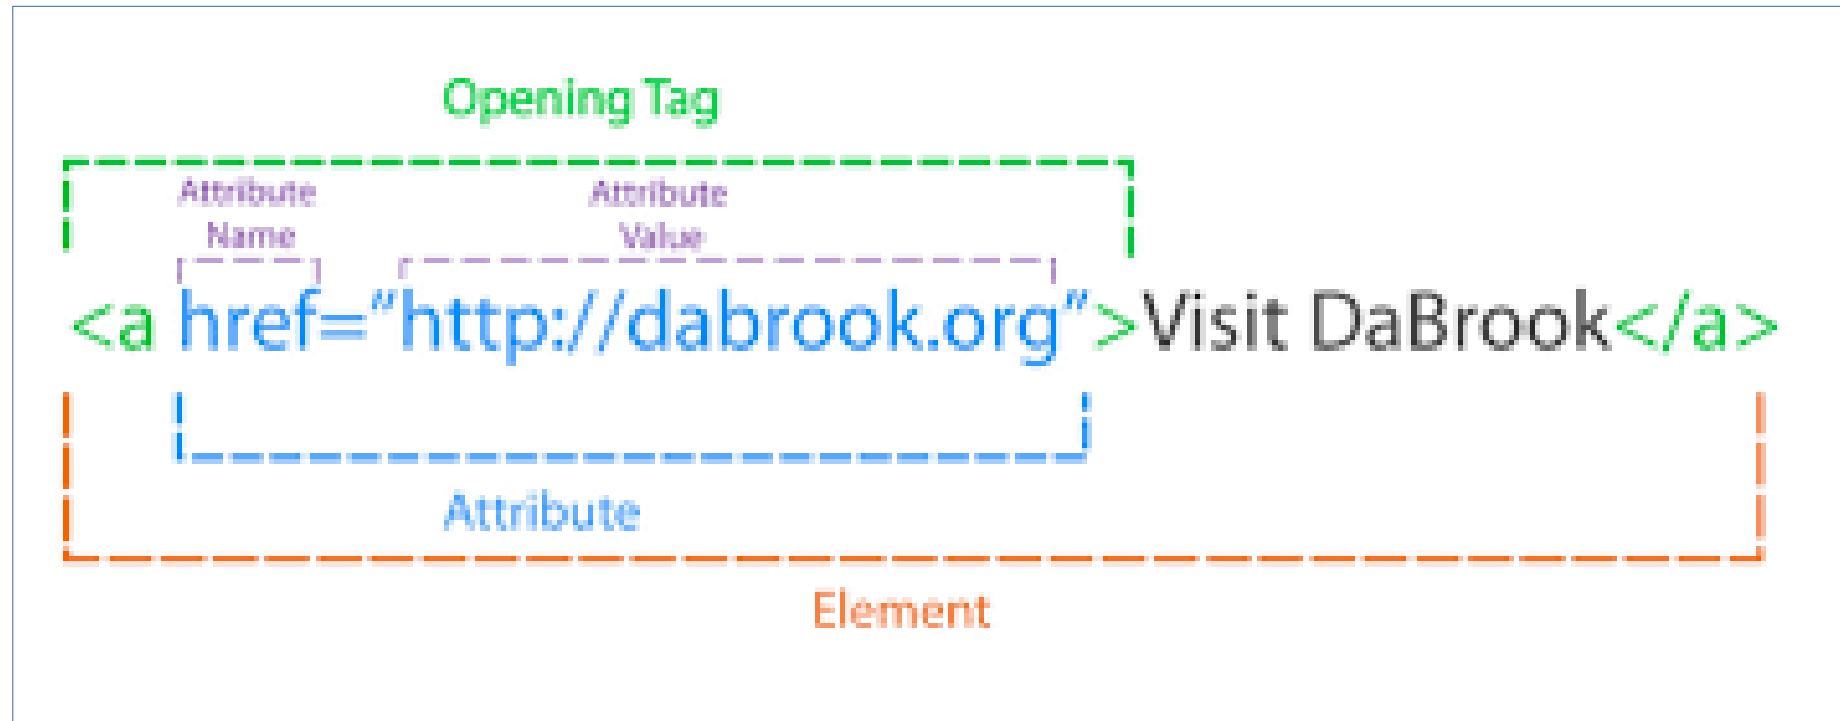 Opening Tag
Attribute Attribute
Name Value
<a href=”http://dabrook.org”>Visit DaBrook</a>
Attribute
Element